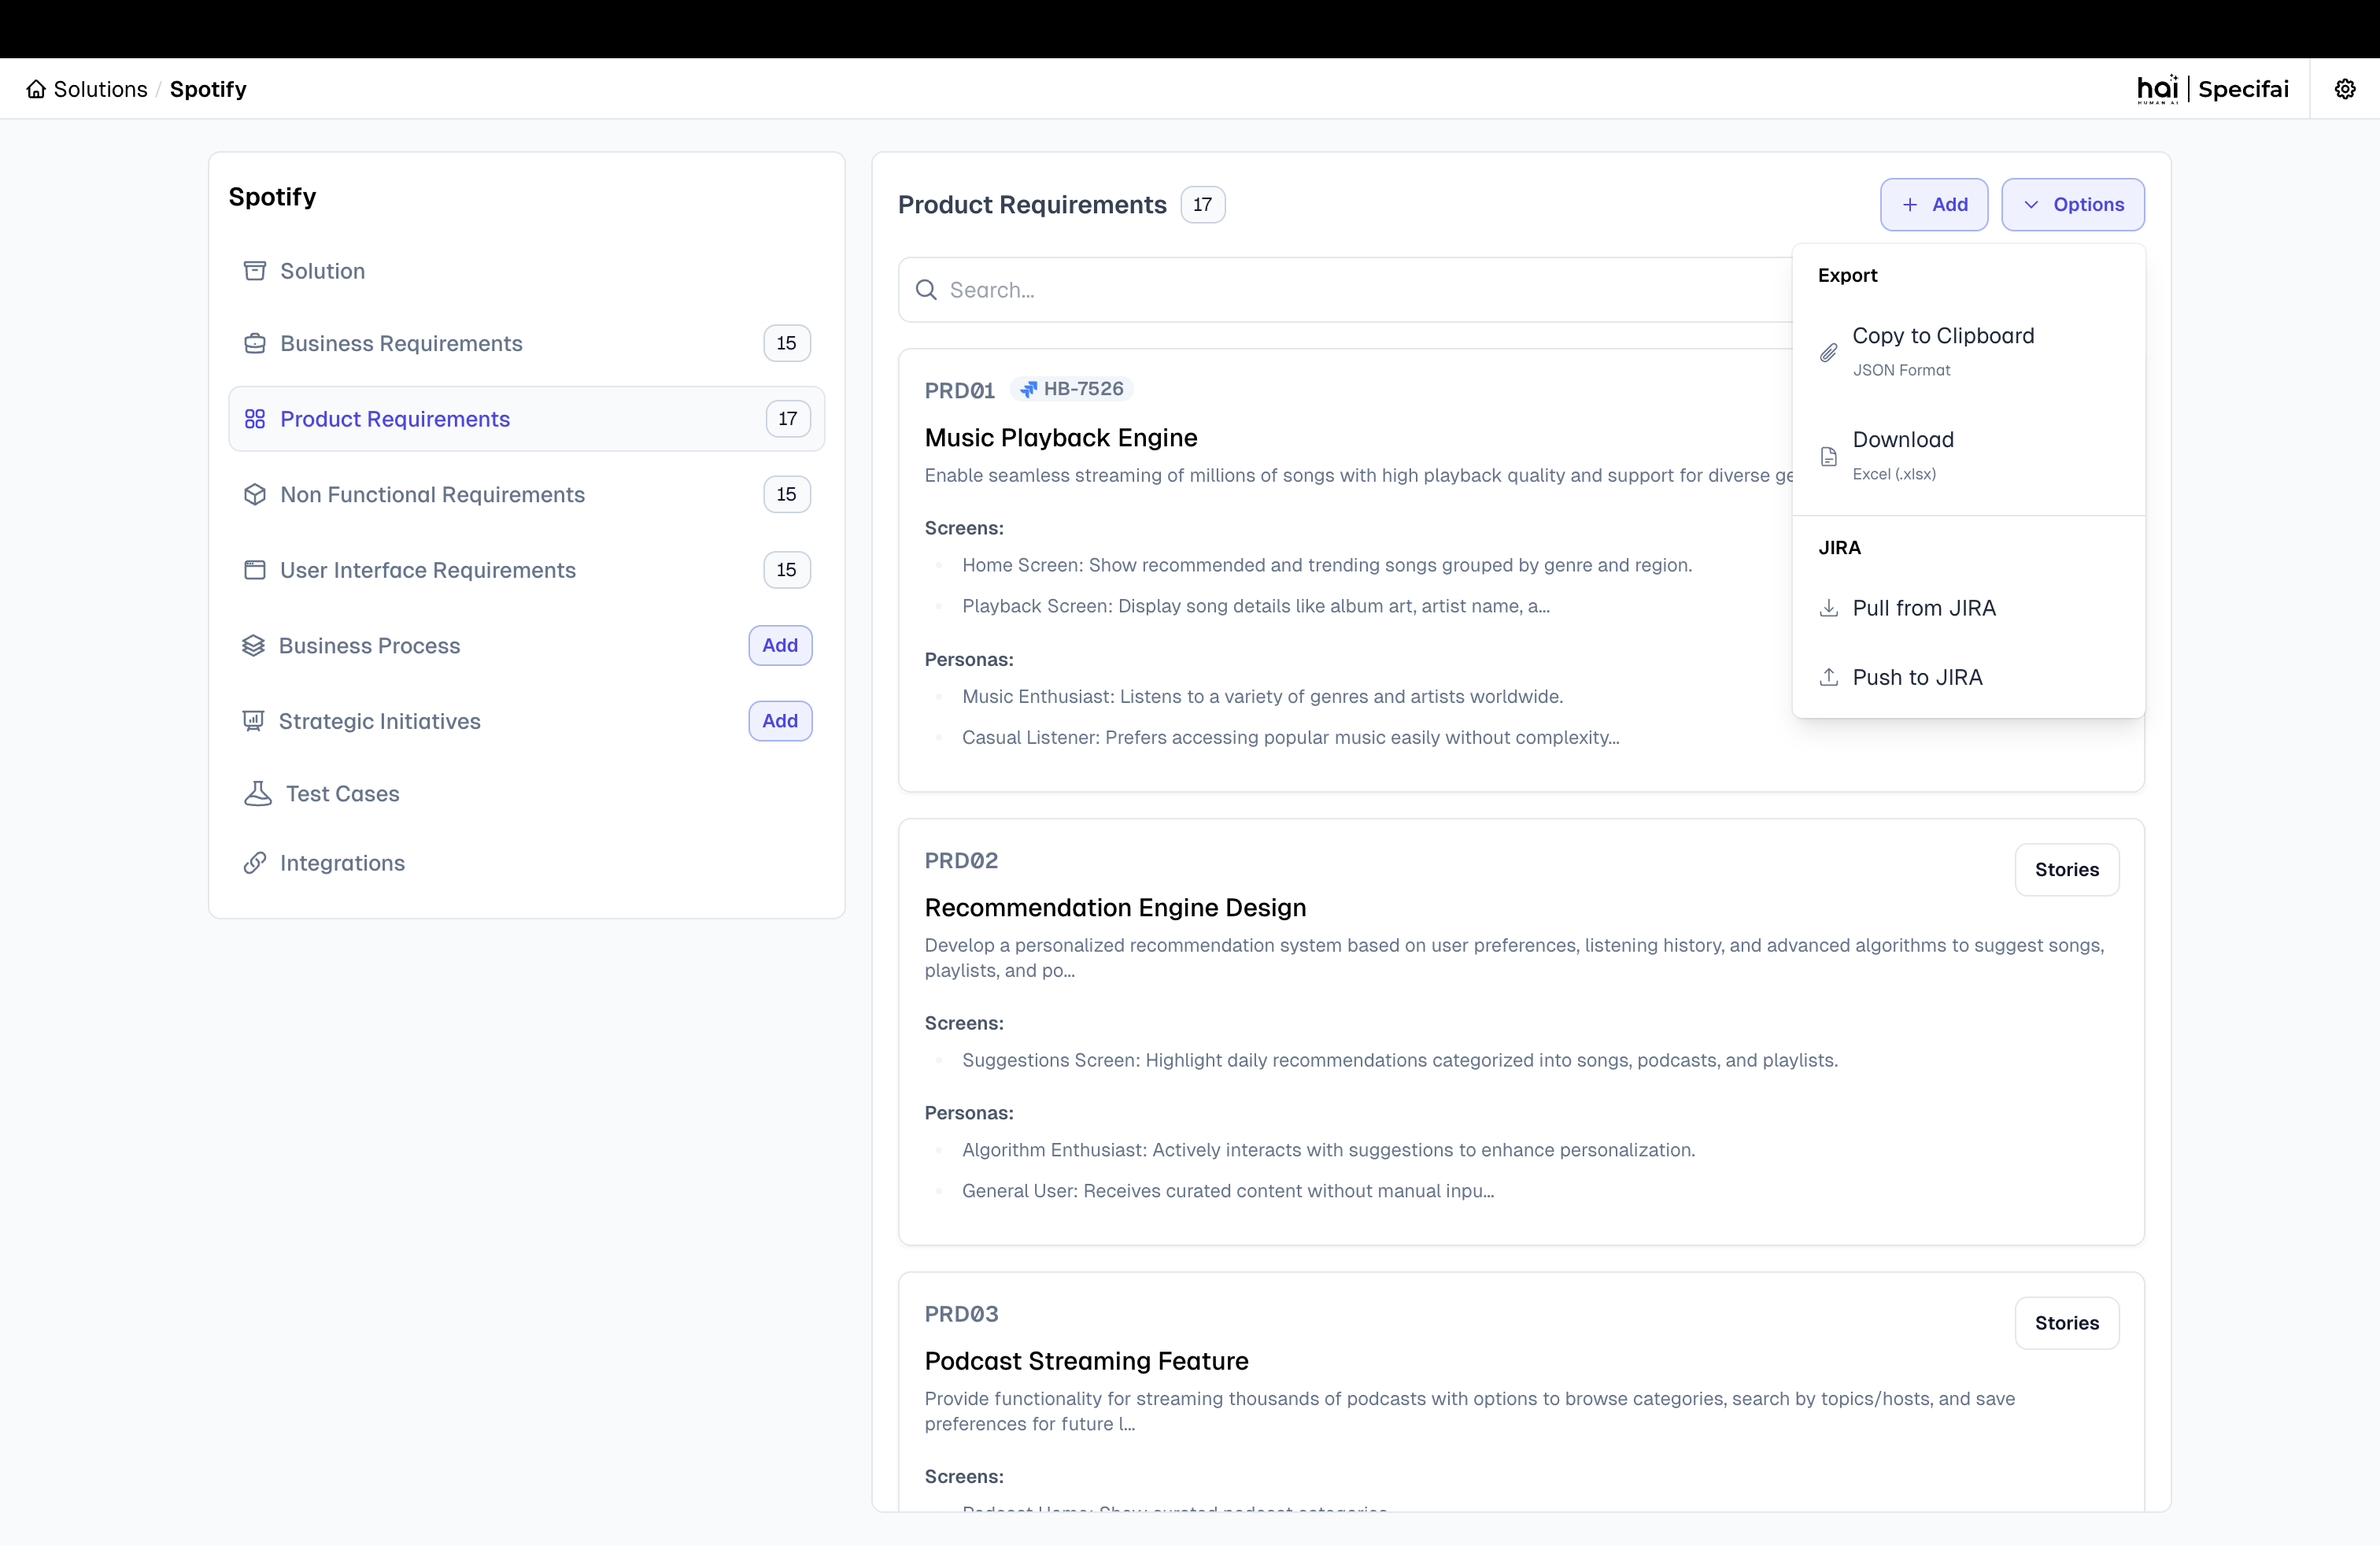 Solutions / Spotify
hai
HUMAN AI
Specifai
Spotify
Solution
Business Requirements 15
Product Requirements 17
Non Functional Requirements 15
User Interface Requirements 15
Business Process Add
Strategic Initiatives Add
Test Cases
Integrations
Product Requirements 17
+ Add
Options
Search...
Export
Copy to Clipboard
JSON Format
Download
Excel (.xlsx)
JIRA
Pull from JIRA
Push to JIRA
PRD01 HB-7526
Music Playback Engine
Enable seamless streaming of millions of songs with high playback quality and support for diverse ge
Screens:
Home Screen: Show recommended and trending songs grouped by genre and region.
Playback Screen: Display song details like album art, artist name, a...
Personas:
Music Enthusiast: Listens to a variety of genres and artists worldwide.
Casual Listener: Prefers accessing popular music easily without complexity...
PRD02
Stories
Recommendation Engine Design
Develop a personalized recommendation system based on user preferences, listening history, and advanced algorithms to suggest songs,
playlists, and po...
Screens:
Suggestions Screen: Highlight daily recommendations categorized into songs, podcasts, and playlists.
Personas:
Algorithm Enthusiast: Actively interacts with suggestions to enhance personalization.
General User: Receives curated content without manual inpu...
PRD03
Stories
Podcast Streaming Feature
Provide functionality for streaming thousands of podcasts with options to browse categories, search by topics/hosts, and save
preferences for future l...
Screens:
Podcast Home: Show curated podcast categories